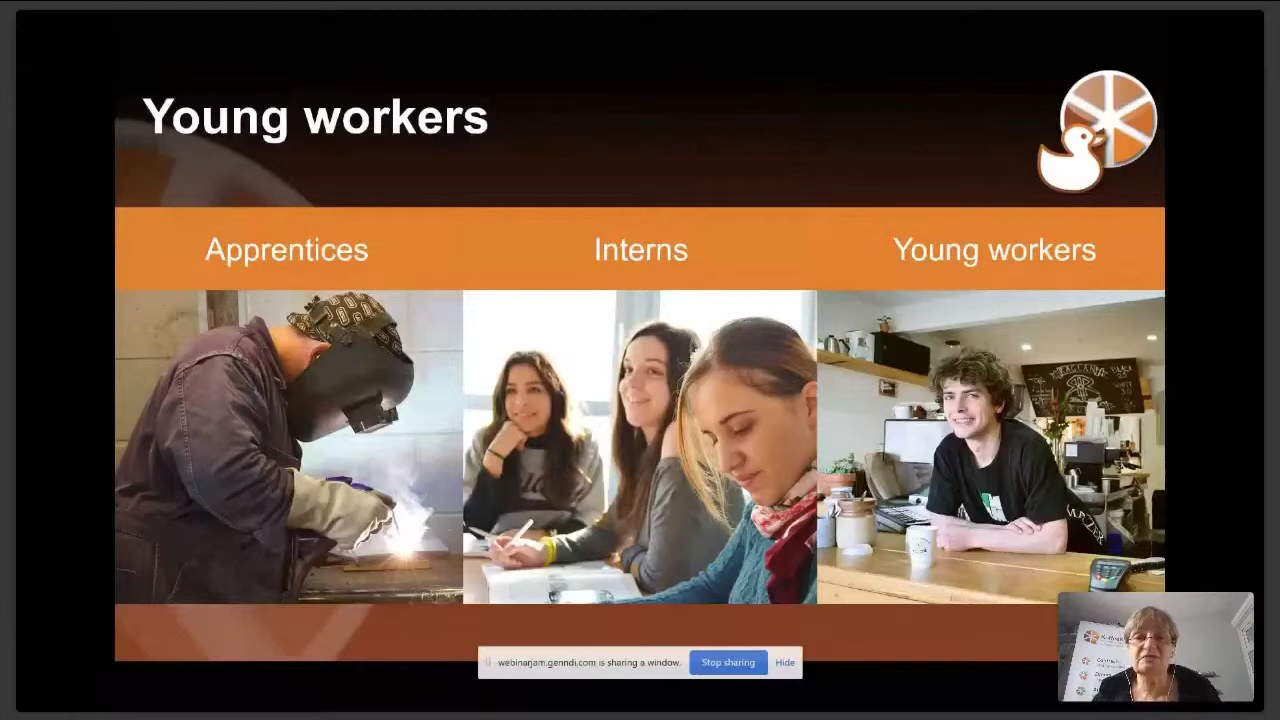 Young workers
Apprentices
Interns
Young workers
webinarjam.genndi.com is sharing a window.
Stop sharing
Hide